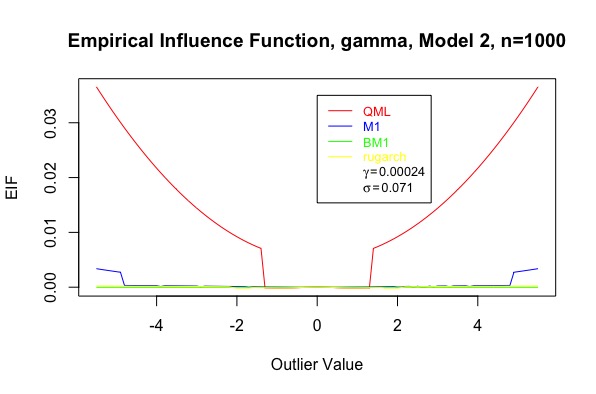 Empirical Influence Function, gamma, Model 2, n=1000
QML
M1
BM1
rugarch
γ=0.00024
σ=0.071
EIF
0.03
0.02
0.01
0.00
-4 -2 0 2 4
Outlier Value